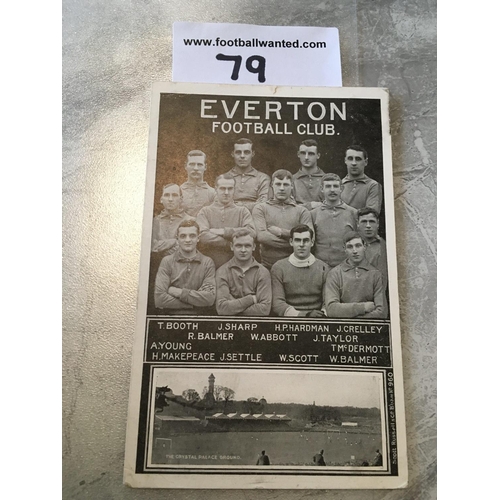 www.footballwanted.com
79
EVERTON
FOOTBALL CLUB.
T. BOOTH J. SHARP H.P. HARDMAN J. CRELLEY
R. BALMER W. ABBOTT J. TAYLOR
A. YOUNG T McDERMOTT
H. MAKEPEACE J. SETTLE W. SCOTT W. BALMER
THE CRYSTAL PALACE GROUND.